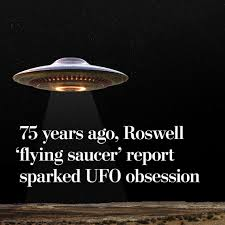 75 years ago, Roswell
‘flying saucer’ report
sparked UFO obsession